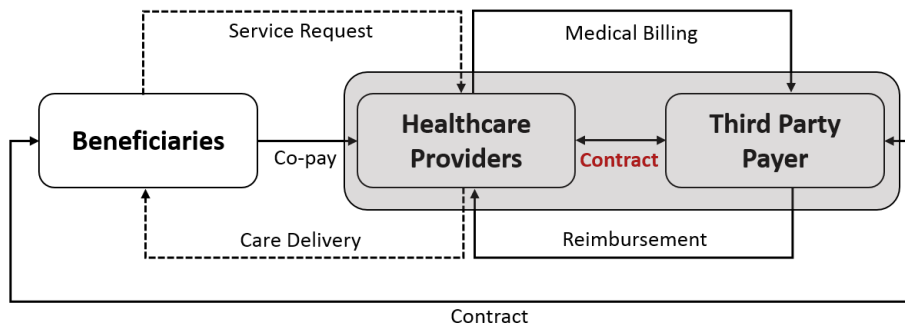 Service Request
Medical Billing
Beneficiaries
Co-pay
Healthcare
Providers
Contract
Third Party
Payer
Care Delivery
Reimbursement
Contract